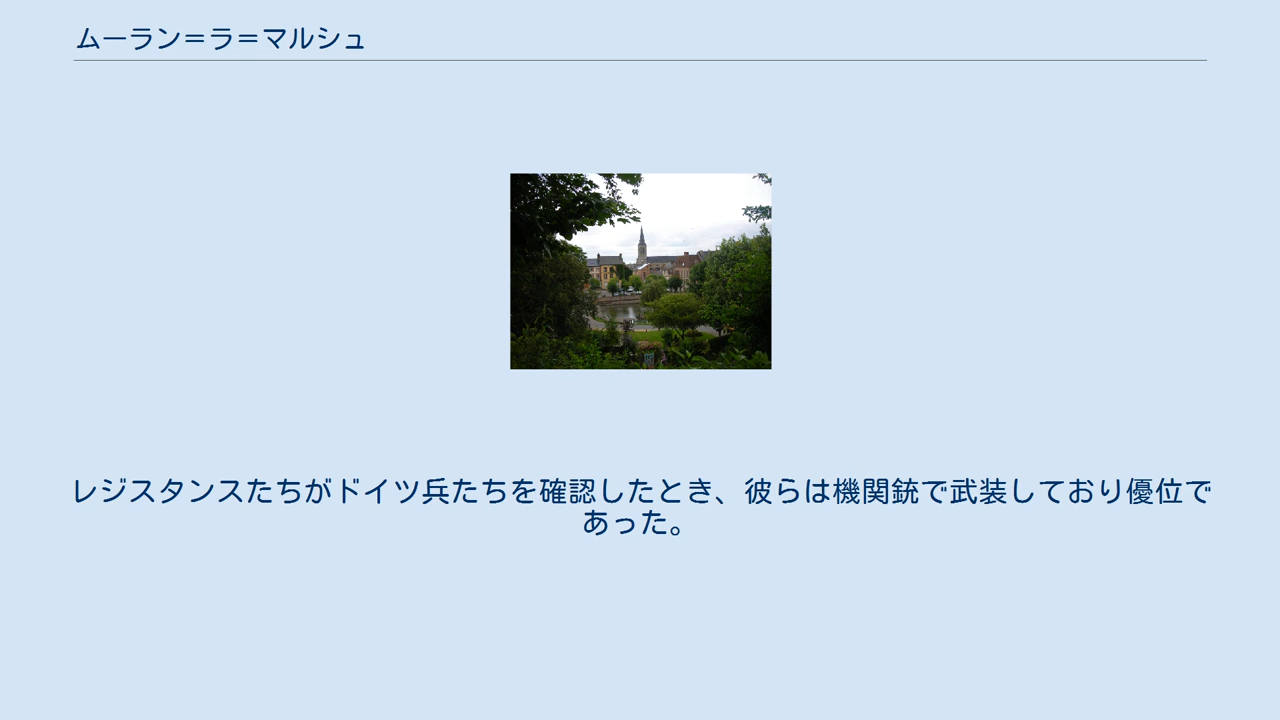 ムーラン＝ラ＝マルシュ
レジスタンスたちがドイツ兵たちを確認したとき、彼らは機関銃で武装しており優位で
あった。